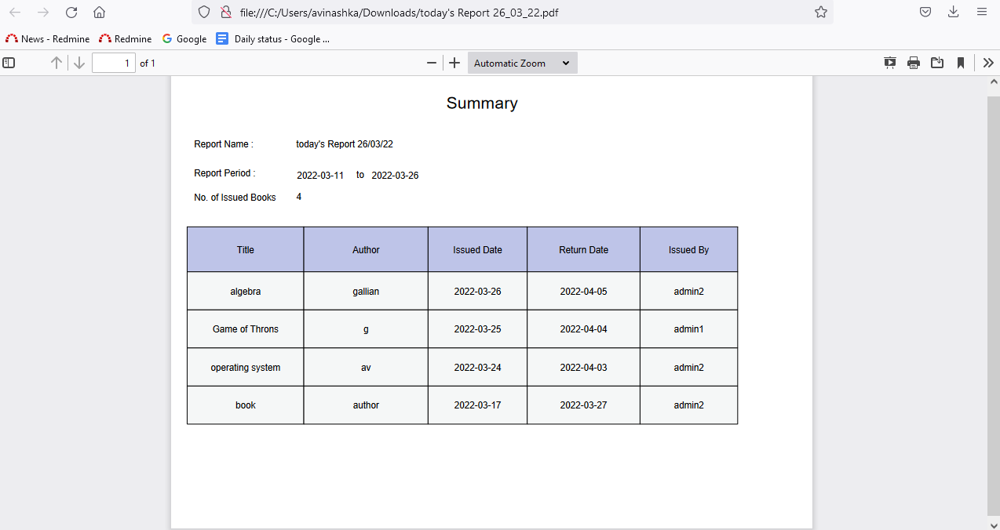 file:///C:/Users/avinashka/Downloads/today's Report 26_03_22.pdf
News - Redmine Redmine Google Daily status - Google ...
1 of 1 Automatic Zoom
Summary
Report Name : today's Report 26/03/22
Report Period : 2022-03-11 to 2022-03-26
No. of Issued Books 4
Title Author Issued Date Return Date Issued By
algebra gallian 2022-03-26 2022-04-05 admin2
Game of Throns g 2022-03-25 2022-04-04 admin1
operating system av 2022-03-24 2022-04-03 admin2
book author 2022-03-17 2022-03-27 admin2